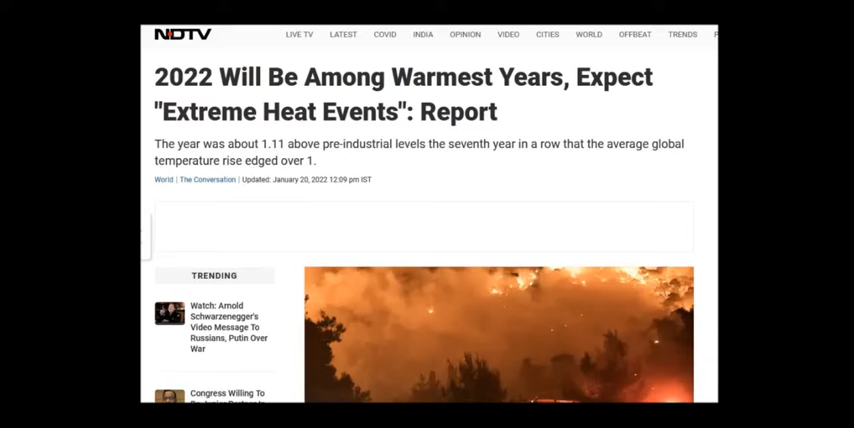 NDTV
LIVE TV LATEST COVID INDIA OPINION VIDEO CITIES WORLD OFFBEAT TRENDS
2022 Will Be Among Warmest Years, Expect
"Extreme Heat Events": Report
The year was about 1.11 above pre-industrial levels the seventh year in a row that the average global
temperature rise edged over 1.
World | The Conversation | Updated: January 20, 2022 12:09 pm IST
TRENDING
Watch: Arnold
Schwarzenegger's
Video Message To
Russians, Putin Over
War
Congress Willing To